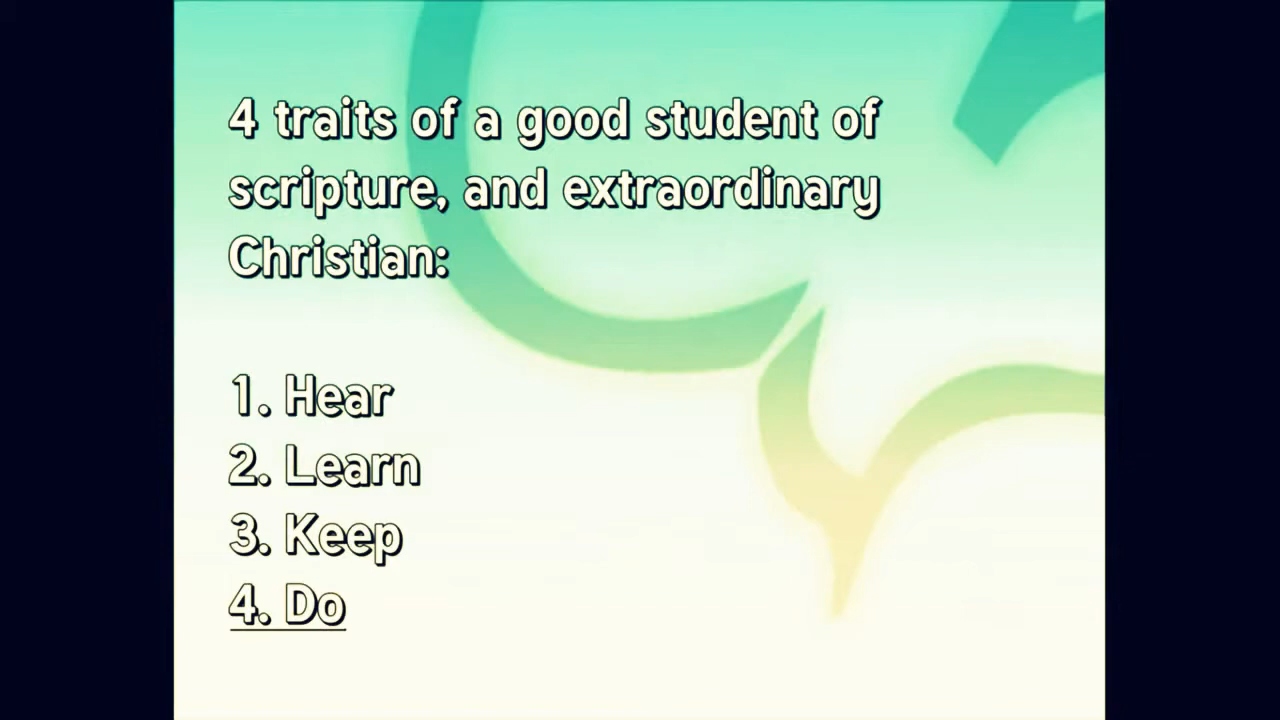 4 traits of a good student of
scripture, and extraordinary
Christian:
1. Hear
2. Learn
3. Keep
4. Do